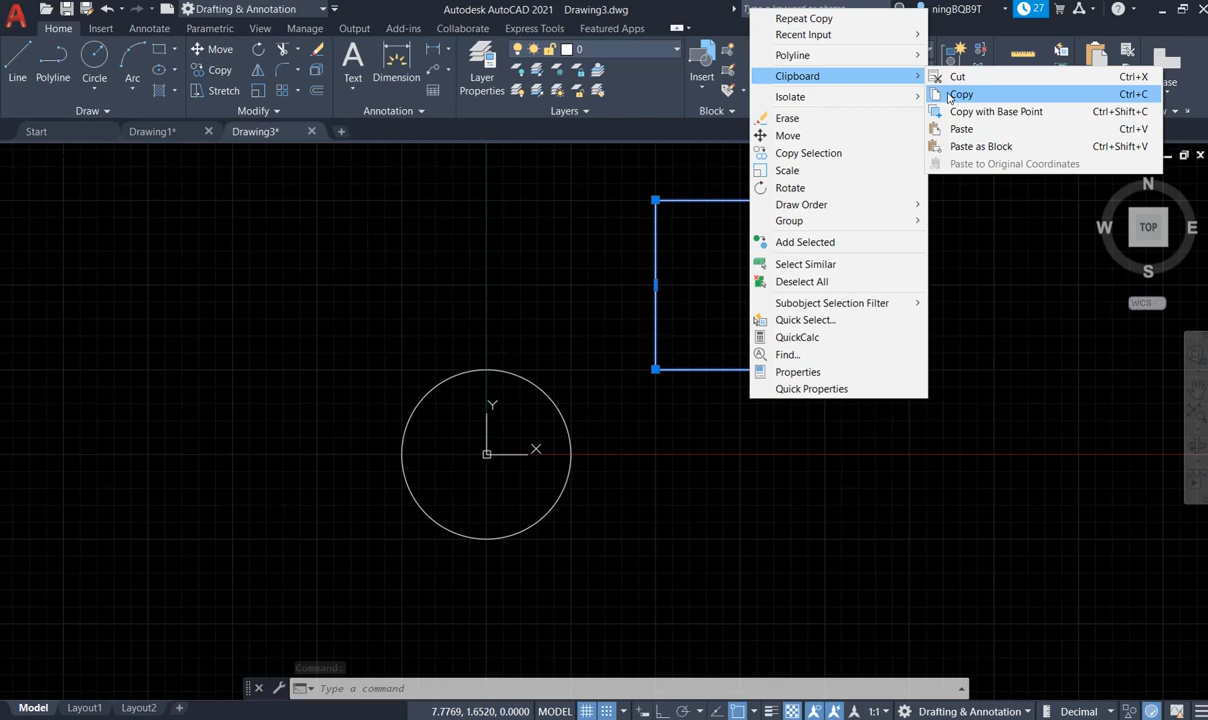 Drafting & Annotation
Autodesk AutoCAD 2021 Drawing3.dwg
ningBQB9T
27
Home Insert Annotate Parametric View Manage Output Add-ins Collaborate Express Tools Featured Apps
Line Polyline Circle Arc
Move
Copy
Stretch
Text Dimension
Layer Properties
0
Insert
Draw
Modify
Annotation
Layers
Block
Start Drawing1* Drawing3*
Repeat Copy
Recent Input
Polyline
Clipboard
Isolate
Erase
Move
Copy Selection
Scale
Rotate
Draw Order
Group
Add Selected
Select Similar
Deselect All
Subobject Selection Filter
Quick Select...
QuickCalc
Find...
Properties
Quick Properties
Cut Ctrl+X
Copy Ctrl+C
Copy with Base Point Ctrl+Shift+C
Paste Ctrl+V
Paste as Block Ctrl+Shift+V
Paste to Original Coordinates
N
W TOP E
S
WCS
Y
X
Command:
Type a command
Model Layout1 Layout2
7.7769, 1.6520, 0.0000 MODEL
1:1
Drafting & Annotation
Decimal